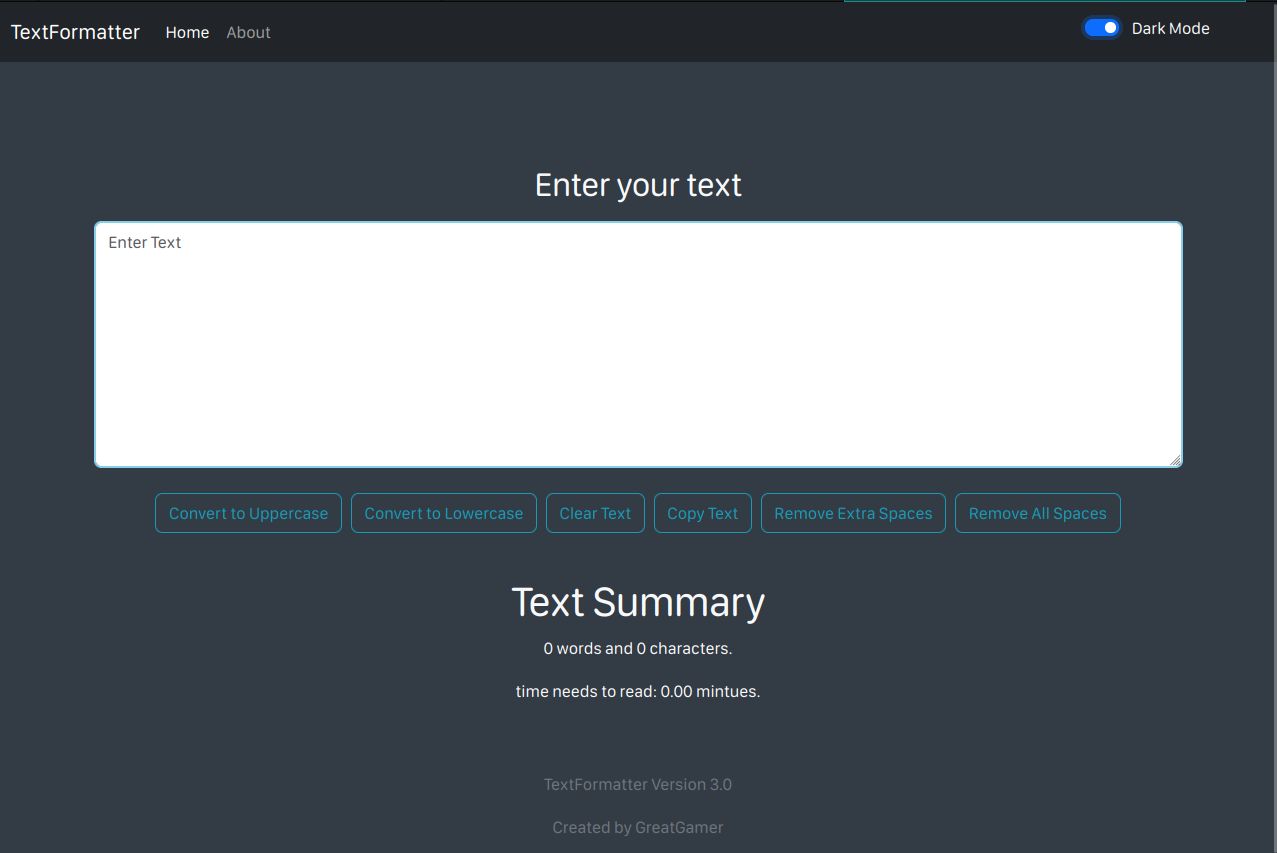 TextFormatter Home About Dark Mode
Enter your text
Enter Text
Convert to Uppercase Convert to Lowercase Clear Text Copy Text Remove Extra Spaces Remove All Spaces
Text Summary
0 words and 0 characters.
time needs to read: 0.00 mintues.
TextFormatter Version 3.0
Created by GreatGamer